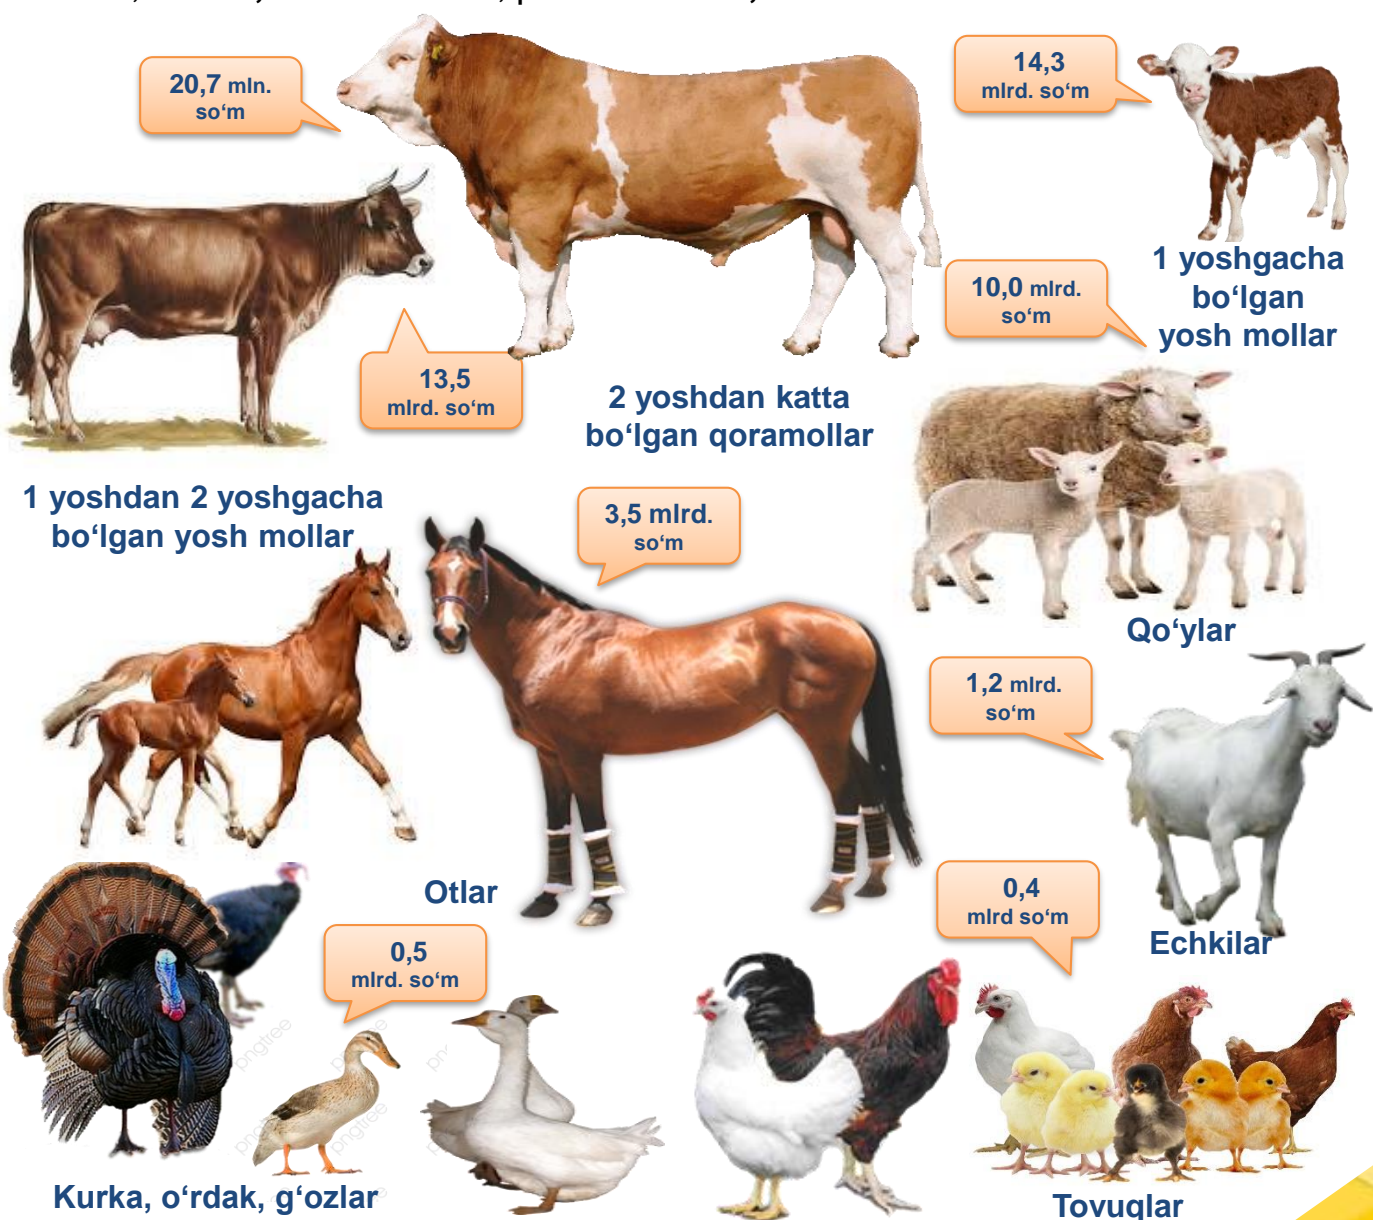 20,7 mln.
so‘m
14,3
mlrd. so‘m
1 yoshgacha
bo‘lgan
yosh mollar
10,0 mlrd.
so‘m
13,5
mlrd. so‘m
2 yoshdan katta
bo‘lgan qoramollar
1 yoshdan 2 yoshgacha
bo‘lgan yosh mollar
3,5 mlrd.
so‘m
Qo‘ylar
1,2 mlrd.
so‘m
Otlar
0,4
mlrd so‘m
Echkilar
0,5
mlrd. so‘m
pngtree
pngtree
pngtree
Kurka, o‘rdak, g‘ozlar
Tovuqlar